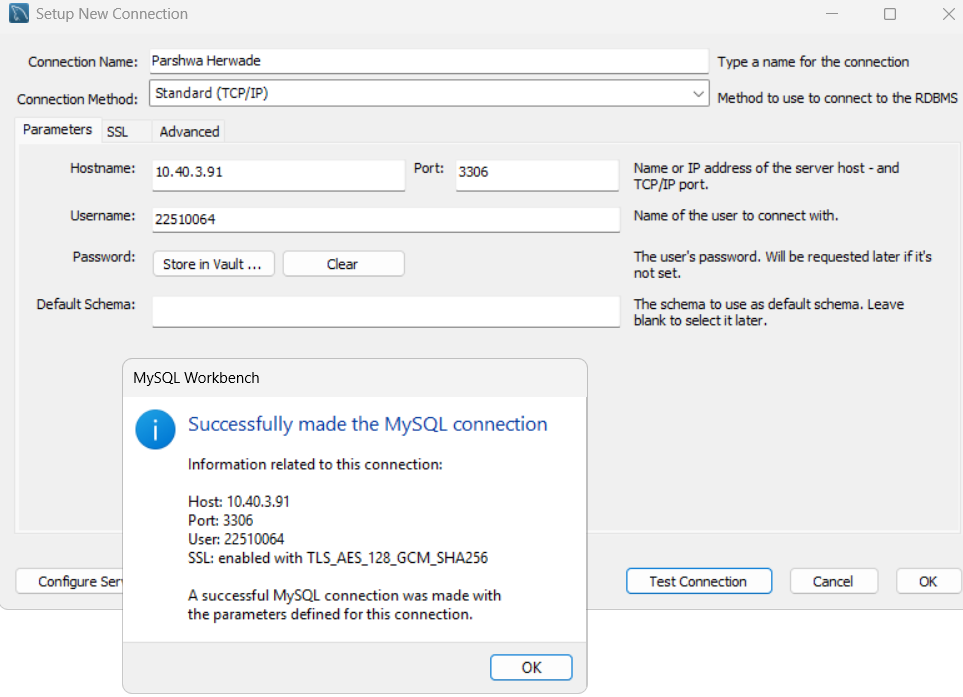 Setup New Connection
Connection Name: Parshwa Herwade Type a name for the connection
Connection Method: Standard (TCP/IP) Method to use to connect to the RDBMS
Parameters SSL Advanced
Hostname: 10.40.3.91 Port: 3306 Name or IP address of the server host - and
TCP/IP port.
Username: 22510064 Name of the user to connect with.
Password: Store in Vault ... Clear The user's password. Will be requested later if it's
not set.
Default Schema: The schema to use as default schema. Leave
blank to select it later.
MySQL Workbench
Successfully made the MySQL connection
Information related to this connection:
Host: 10.40.3.91
Port: 3306
User: 22510064
SSL: enabled with TLS_AES_128_GCM_SHA256
A successful MySQL connection was made with
the parameters defined for this connection.
OK
Configure Ser Test Connection Cancel OK